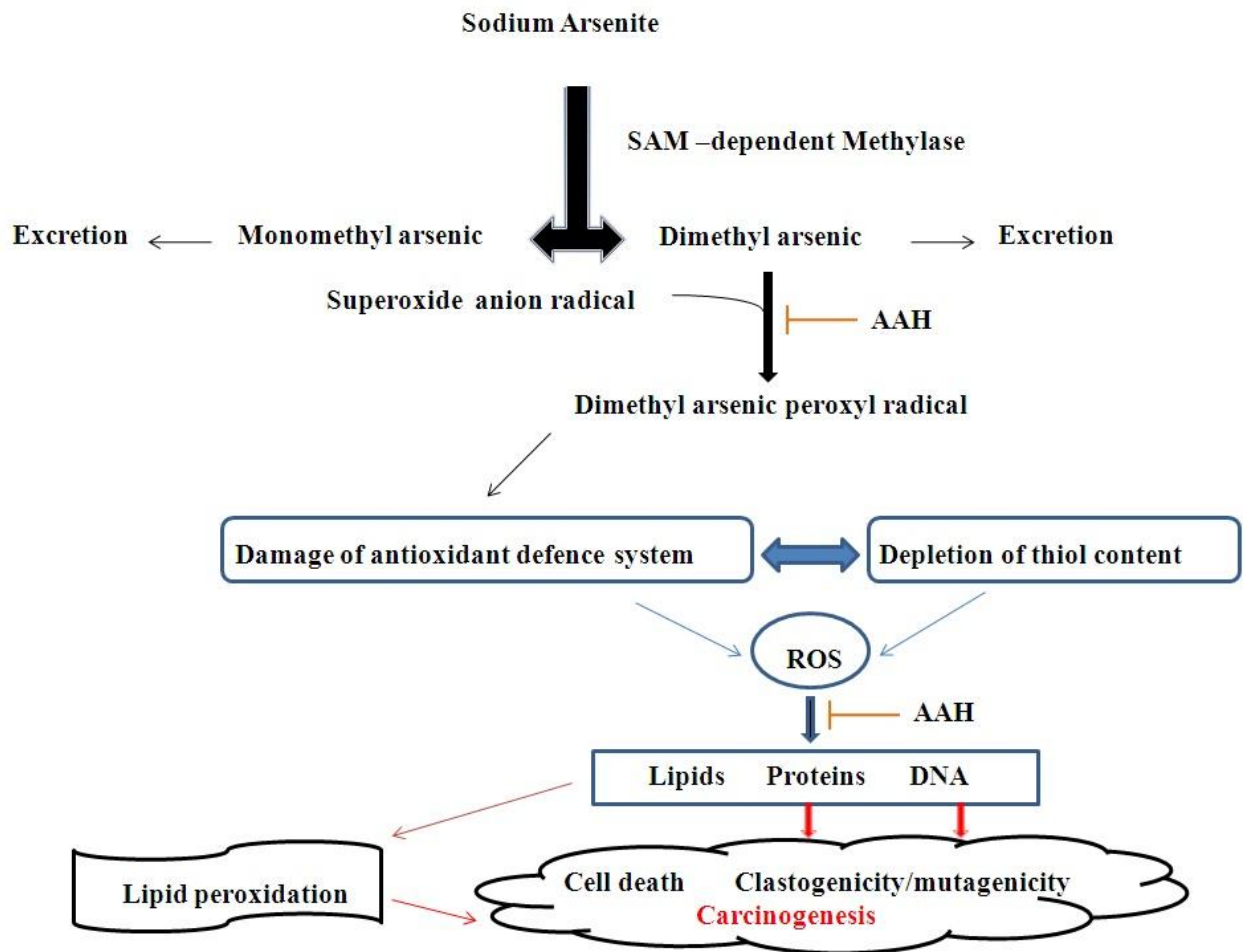 Sodium Arsenite
SAM –dependent Methylase
Excretion
Monomethyl arsenic
Dimethyl arsenic
Excretion
Superoxide anion radical
AAH
Dimethyl arsenic peroxyl radical
Damage of antioxidant defence system
Depletion of thiol content
ROS
AAH
Lipids Proteins DNA
Lipid peroxidation
Cell death Clastogenicity/mutagenicity
Carcinogenesis